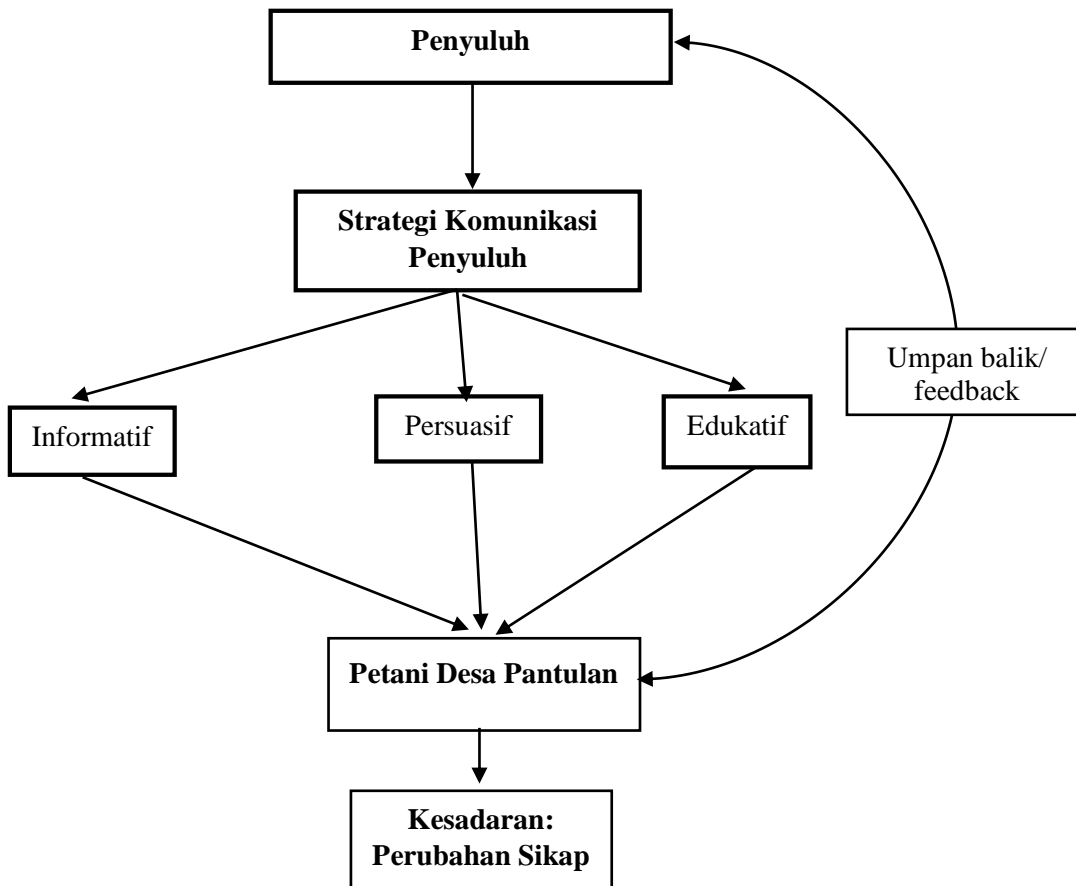 Penyuluh
Strategi Komunikasi
Penyuluh
Umpan balik/
feedback
Informatif
Persuasif
Edukatif
Petani Desa Pantulan
Kesadaran:
Perubahan Sikap